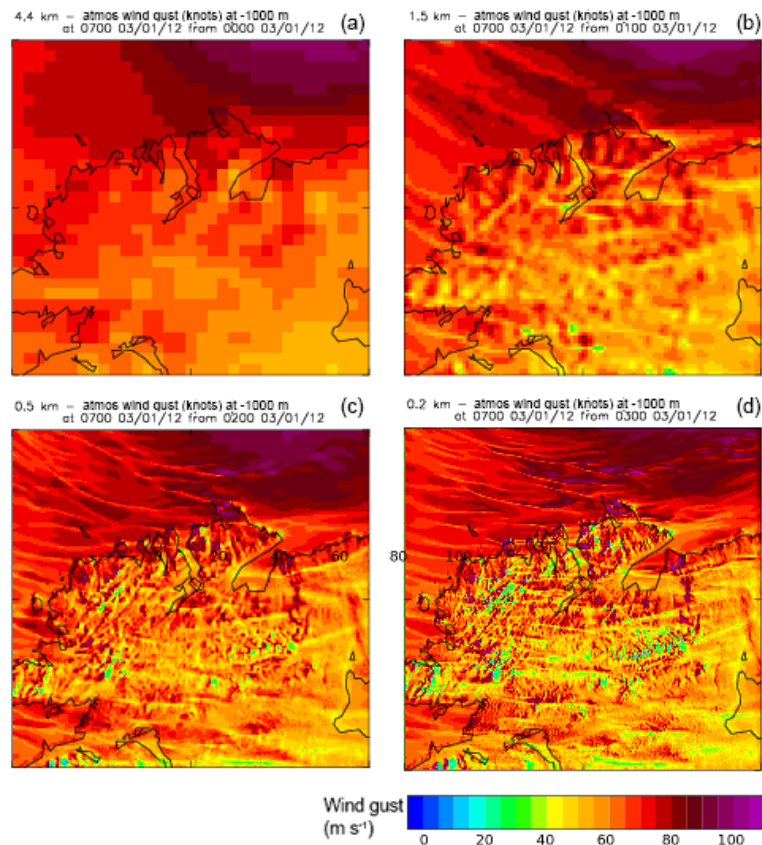 4.4 km – atmos wind gust (knots) at -1000 m (a)
at 0700 03/01/12 from 0000 03/01/12
1.5 km – atmos wind gust (knots) at -1000 m (b)
at 0700 03/01/12 from 0100 03/01/12
0.5 km – atmos wind gust (knots) at -1000 m (c)
at 0700 03/01/12 from 0200 03/01/12
0.2 km – atmos wind gust (knots) at -1000 m (d)
at 0700 03/01/12 from 0300 03/01/12
20 40 60 80 100
Wind gust
(m s⁻¹)
0 20 40 60 80 100